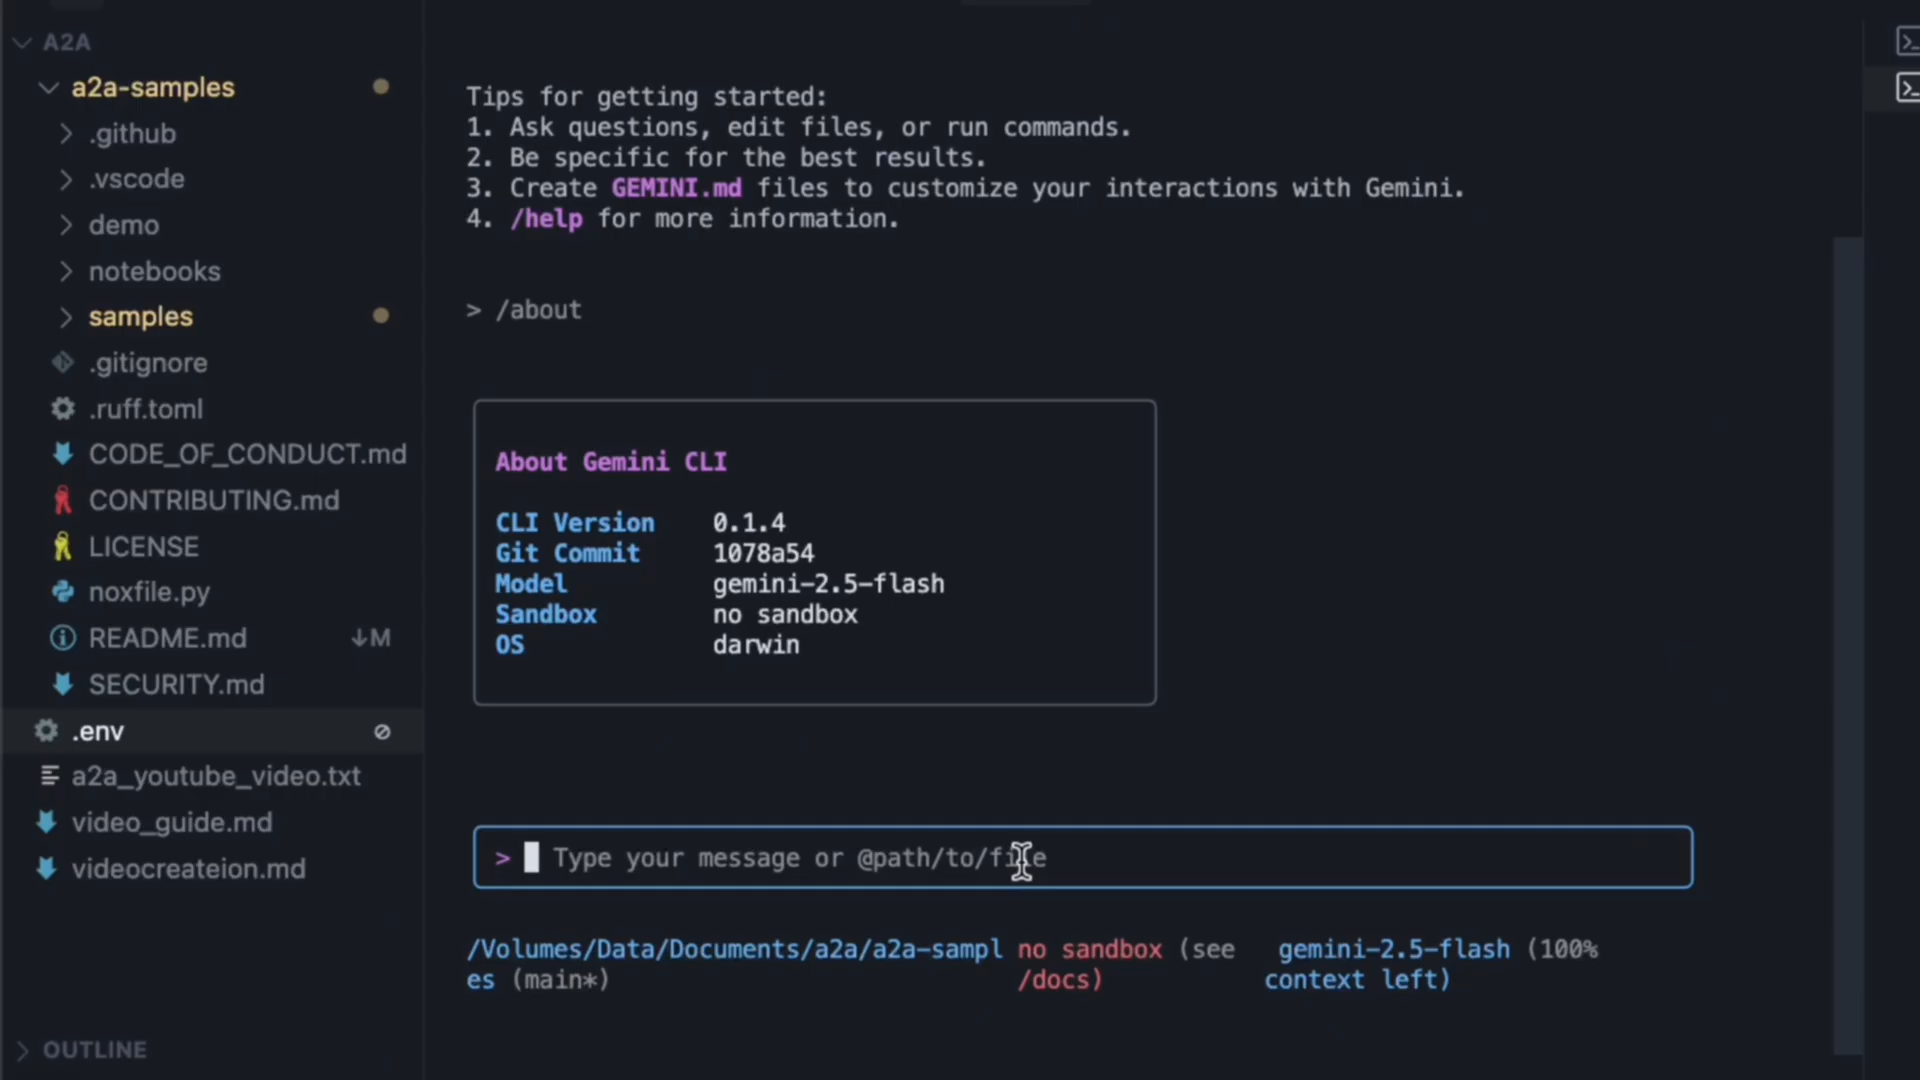 A2A
a2a-samples
.github
.vscode
demo
notebooks
samples
.gitignore
.ruff.toml
CODE_OF_CONDUCT.md
CONTRIBUTING.md
LICENSE
noxfile.py
README.md ↓M
SECURITY.md
.env
a2a_youtube_video.txt
video_guide.md
videocreateion.md
OUTLINE
Tips for getting started:
1. Ask questions, edit files, or run commands.
2. Be specific for the best results.
3. Create GEMINI.md files to customize your interactions with Gemini.
4. /help for more information.
> /about
About Gemini CLI
CLI Version 0.1.4
Git Commit 1078a54
Model gemini-2.5-flash
Sandbox no sandbox
OS darwin
> Type your message or @path/to/file
/Volumes/Data/Documents/a2a/a2a-sampl no sandbox (see gemini-2.5-flash (100%
es (main*) /docs) context left)